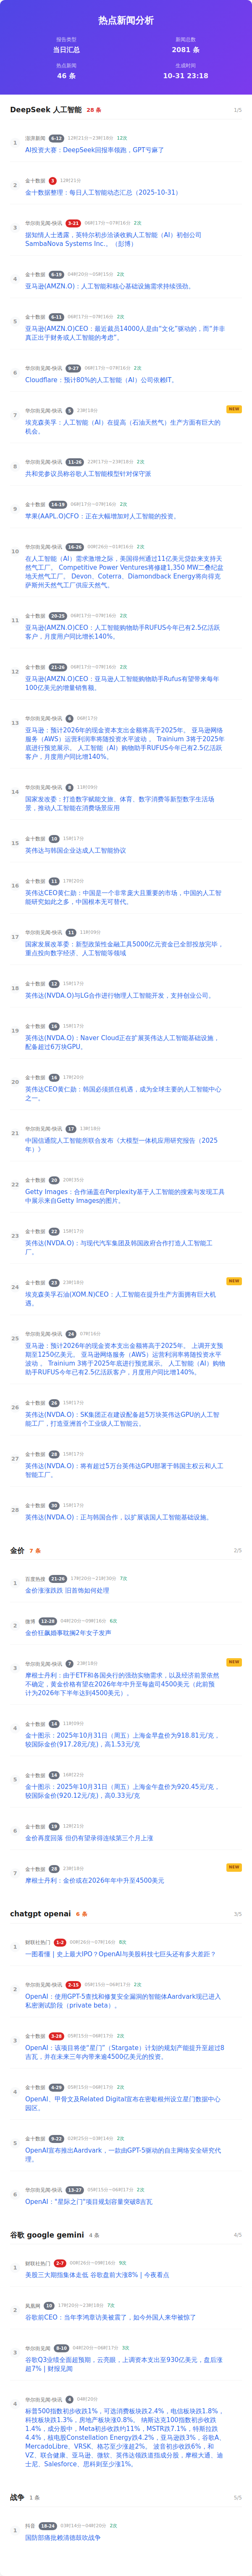 热点新闻分析
报告类型
当日汇总
新闻总数
2081 条
热点新闻
46 条
生成时间
10-31 23:18
DeepSeek 人工智能 28 条
1/5
1
澎湃新闻 6-12 12时21分~23时18分 12次
AI投资大赛：DeepSeek回报率领跑，GPT亏麻了
2
金十数据 3 12时21分
金十数据整理：每日人工智能动态汇总（2025-10-31）
3
华尔街见闻-快讯 3-21 06时17分~07时16分 2次
据知情人士透露，英特尔初步洽谈收购人工智能（AI）初创公司
SambaNova Systems Inc.。（彭博）
4
金十数据 6-19 04时20分~05时15分 2次
亚马逊(AMZN.O)：人工智能和核心基础设施需求持续强劲。
5
金十数据 6-11 06时17分~07时16分 2次
亚马逊(AMZN.O)CEO：最近裁员14000人是由“文化”驱动的，而“并非
真正出于财务或人工智能的考虑”。
6
华尔街见闻-快讯 9-27 06时17分~07时16分 2次
Cloudflare：预计80%的人工智能（AI）公司依赖IT。
7
华尔街见闻-快讯 5 23时18分
NEW
埃克森美孚：人工智能（AI）在提高（石油天然气）生产方面有巨大的
机会。
8
华尔街见闻-快讯 11-26 22时17分~23时18分 2次
共和党参议员称谷歌人工智能模型针对保守派
9
金十数据 14-19 06时17分~07时16分 2次
苹果(AAPL.O)CFO：正在大幅增加对人工智能的投资。
10
华尔街见闻-快讯 16-26 00时26分~01时16分 2次
在人工智能（AI）需求激增之际，美国得州通过11亿美元贷款来支持天
然气工厂。 Competitive Power Ventures将修建1,350 MW二叠纪盆
地天然气工厂。 Devon、Coterra、Diamondback Energy将向得克
萨斯州天然气工厂供应天然气。
11
金十数据 20-25 06时17分~07时16分 2次
亚马逊(AMZN.O)CEO：人工智能购物助手RUFUS今年已有2.5亿活跃
客户，月度用户同比增长140%。
12
金十数据 21-26 06时17分~07时16分 2次
亚马逊(AMZN.O)CEO：亚马逊人工智能购物助手Rufus有望带来每年
100亿美元的增量销售额。
13
华尔街见闻-快讯 6 06时17分
亚马逊：预计2026年的现金资本支出金额将高于2025年。 亚马逊网络
服务（AWS）运营利润率将随投资水平波动 。 Trainium 3将于2025年
底进行预览展示。 人工智能（AI）购物助手RUFUS今年已有2.5亿活跃
客户，月度用户同比增140%。
14
华尔街见闻-快讯 8 11时09分
国家发改委：打造数字赋能文旅、体育、数字消费等新型数字生活场
景，推动人工智能在消费场景应用
15
金十数据 10 15时17分
英伟达与韩国企业达成人工智能协议
16
金十数据 11 17时20分
英伟达CEO黄仁勋：中国是一个非常庞大且重要的市场，中国的人工智
能研究如此之多，中国根本无可替代。
17
华尔街见闻-快讯 11 11时09分
国家发展改革委：新型政策性金融工具5000亿元资金已全部投放完毕，
重点投向数字经济、人工智能等领域
18
金十数据 12 15时17分
英伟达(NVDA.O)与LG合作进行物理人工智能开发，支持创业公司。
19
金十数据 16 15时17分
英伟达(NVDA.O)：Naver Cloud正在扩展英伟达人工智能基础设施，
配备超过6万块GPU。
20
金十数据 16 17时20分
英伟达CEO黄仁勋：韩国必须抓住机遇，成为全球主要的人工智能中心
之一。
21
华尔街见闻-快讯 17 13时18分
中国信通院人工智能所联合发布《大模型一体机应用研究报告（2025
年）》
22
金十数据 20 20时35分
Getty Images：合作涵盖在Perplexity基于人工智能的搜索与发现工具
中展示来自Getty Images的图片。
23
金十数据 22 15时17分
英伟达(NVDA.O)：与现代汽车集团及韩国政府合作打造人工智能工
厂。
24
金十数据 25 23时18分
NEW
埃克森美孚石油(XOM.N)CEO：人工智能在提升生产方面拥有巨大机
遇。
25
华尔街见闻-快讯 26 07时16分
亚马逊：预计2026年的现金资本支出金额将高于2025年。 上调开支预
期至1250亿美元。 亚马逊网络服务（AWS）运营利润率将随投资水平
波动 。 Trainium 3将于2025年底进行预览展示。 人工智能（AI）购物
助手RUFUS今年已有2.5亿活跃客户，月度用户同比增140%。
26
金十数据 26 15时17分
英伟达(NVDA.O)：SK集团正在建设配备超5万块英伟达GPU的人工智
能工厂，打造亚洲首个工业级人工智能云。
27
金十数据 28 15时17分
英伟达(NVDA.O)：将有超过5万台英伟达GPU部署于韩国主权云和人工
智能工厂。
28
金十数据 30 15时17分
英伟达(NVDA.O)：正与韩国合作，以扩展该国人工智能基础设施。
金价 7 条
2/5
1
百度热搜 21-26 17时20分~21时30分 7次
金价涨涨跌跌 旧首饰如何处理
2
微博 12-28 04时20分~09时16分 6次
金价狂飙婚事耽搁2年女子发声
3
华尔街见闻-快讯 7 23时18分
NEW
摩根士丹利：由于ETF和各国央行的强劲实物需求，以及经济前景依然
不确定，黄金价格有望在2026年年中升至每盎司4500美元（此前预
计为2026年下半年达到4500美元）。
4
金十数据 14 11时09分
金十图示：2025年10月31日（周五）上海金早盘价为918.81元/克，
较国际金价(917.28元/克)，高1.53元/克
5
金十数据 14 16时22分
金十图示：2025年10月31日（周五）上海金午盘价为920.45元/克，
较国际金价(920.12元/克)，高0.33元/克
6
金十数据 19 12时21分
金价再度回落 但仍有望录得连续第三个月上涨
7
金十数据 28 23时18分
NEW
摩根士丹利：金价或在2026年年中升至4500美元
chatgpt openai 6 条
3/5
1
财联社热门 1-2 00时26分~07时16分 8次
一图看懂 | 史上最大IPO？OpenAI与美股科技七巨头还有多大差距？
2
华尔街见闻-快讯 2-18 05时15分~06时17分 2次
OpenAI：使用GPT-5查找和修复安全漏洞的智能体Aardvark现已进入
私密测试阶段（private beta）。
3
金十数据 3-28 05时15分~06时17分 2次
OpenAI：该项目将使“星门”（Stargate）计划的规划产能提升至超过8
吉瓦，并在未来三年内带来逾4500亿美元的投资。
4
金十数据 4-29 05时15分~06时17分 2次
OpenAI、甲骨文及Related Digital宣布在密歇根州设立星门数据中心
园区。
5
金十数据 9-22 02时25分~03时14分 2次
OpenAI宣布推出Aardvark，一款由GPT-5驱动的自主网络安全研究代
理。
6
华尔街见闻-快讯 13-27 05时15分~06时17分 2次
OpenAI：“星际之门”项目规划容量突破8吉瓦
谷歌 google gemini 4 条
4/5
1
财联社热门 2-7 00时26分~09时16分 9次
美股三大期指集体走低 谷歌盘前大涨8% | 今夜看点
2
凤凰网 10 17时20分~23时18分 7次
谷歌前CEO：当年李鸿章访美被震了，如今外国人来华被惊了
3
华尔街见闻 8-10 04时20分~06时17分 3次
谷歌Q3业绩全面超预期，云亮眼，上调资本支出至930亿美元，盘后涨
超7% | 财报见闻
4
华尔街见闻-快讯 4 04时20分
标普500指数初步收跌1%，可选消费板块跌2.4%，电信板块跌1.8%，
科技板块跌1.3%，房地产板块涨0.8%。 纳斯达克100指数初步收跌
1.4%，成分股中，Meta初步收跌约11%，MSTR跌7.1%，特斯拉跌
4.4%，核电股Constellation Energy跌4.2%，亚马逊跌3%，谷歌A、
MercadoLibre、VRSK、格芯至少涨超2%。 波音初步收跌6%，和
VZ、联合健康、亚马逊、微软、英伟达领跌道指成分股，摩根大通、迪
士尼、Salesforce、思科则至少涨1%。
战争 1 条
5/5
1
抖音 18-24 03时14分~04时20分 2次
国防部痛批赖清德鼓吹战争